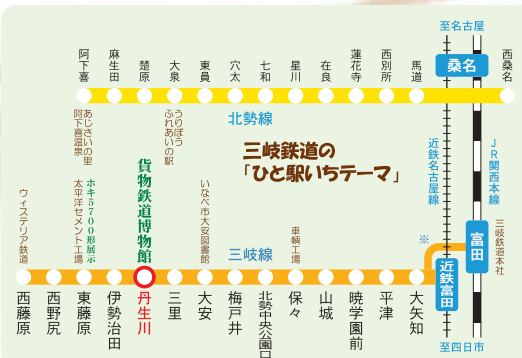 至名古屋
桑名
西桑名
馬道
西別所
蓮花寺
在良
星川
七和
穴太
東員
大泉
楚原
麻生田
阿下喜
北勢線
うりぼう
ふれあいの駅
あじさいの里
阿下喜温泉
三岐鉄道の
「ひと駅いちテーマ」
近鉄名古屋線
JR関西本線
三岐鉄道本社
※
富田
近鉄富田
三岐線
車輌工場
いなべ市大安図書館
貨物鉄道博物館
ホキ5700形展示
太平洋セメント工場
ウィステリア鉄道
大矢知
平津
暁学園前
山城
保々
北勢中央公園口
梅戸井
大安
三里
丹生川
伊勢治田
東藤原
西野尻
西藤原
至四日市